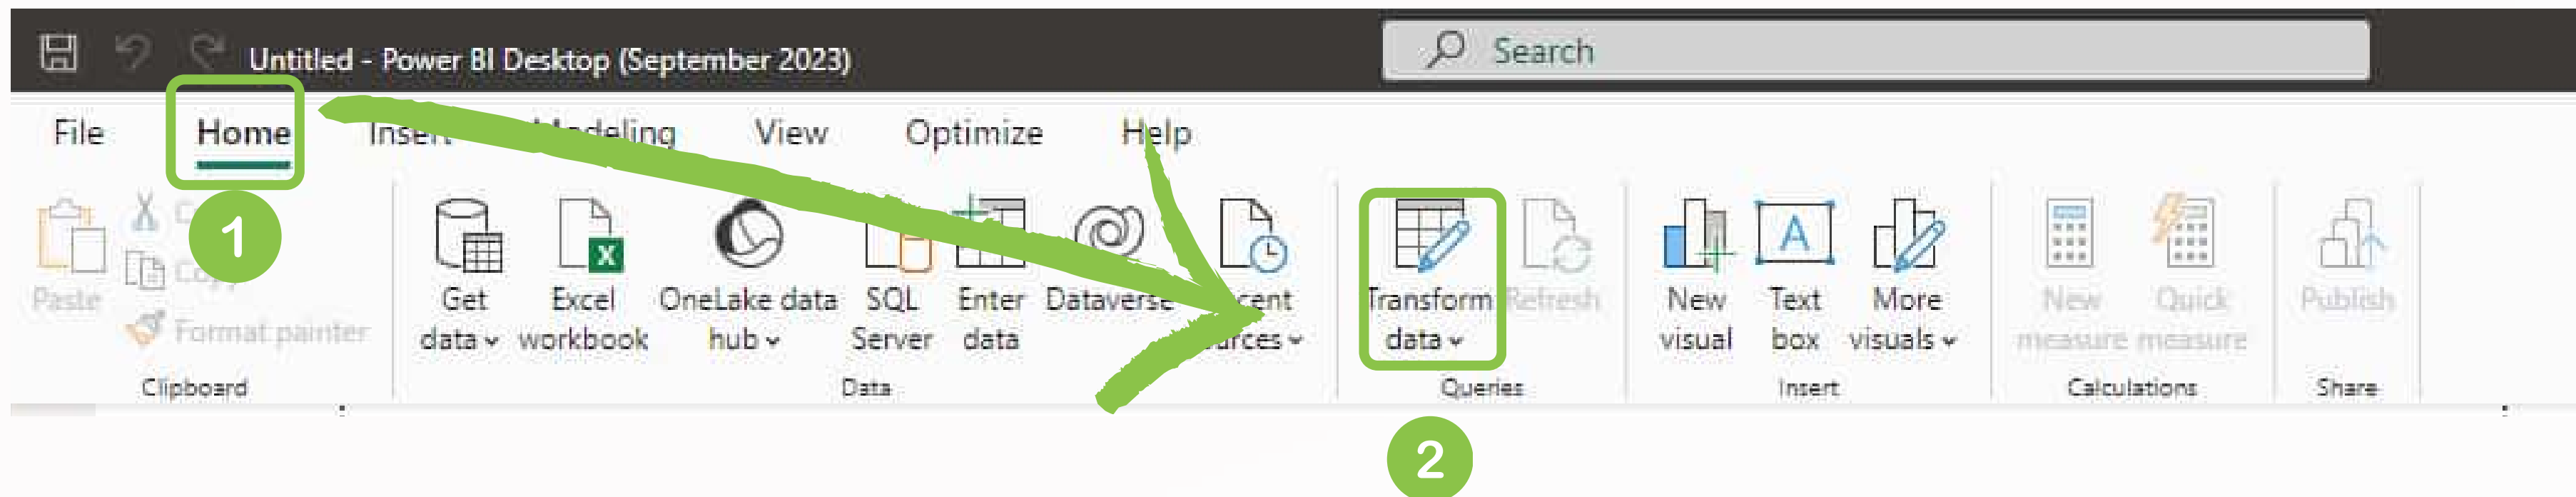 Untitled - Power BI Desktop (September 2023)
Search
File Home Modeling View Optimize Help
1
Paste
Format painter
Clipboard
Get data
Excel workbook
OneLake data hub
SQL Server
Enter data
Dataverse
Data
Transform data
Refresh
Queries
New visual
Text box
More visuals
Insert
New measure
Quick measure
Calculations
Publish
Share
2